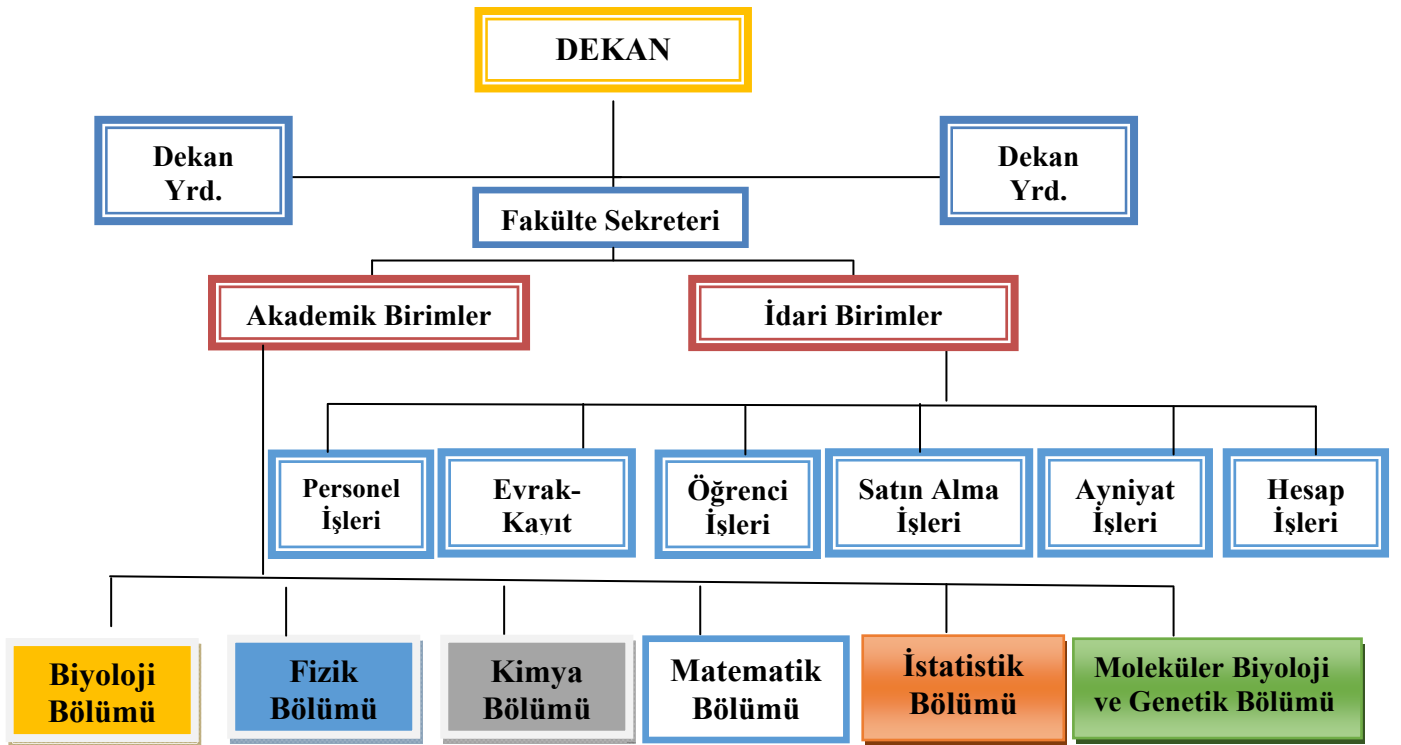 DEKAN
Dekan
Yrd.
Dekan
Yrd.
Fakülte Sekreteri
Akademik Birimler
İdari Birimler
Personel
İşleri
Evrak-
Kayıt
Öğrenci
İşleri
Satın Alma
İşleri
Ayniyat
İşleri
Hesap
İşleri
Biyoloji
Bölümü
Fizik
Bölümü
Kimya
Bölümü
Matematik
Bölümü
İstatistik
Bölümü
Moleküler Biyoloji
ve Genetik Bölümü